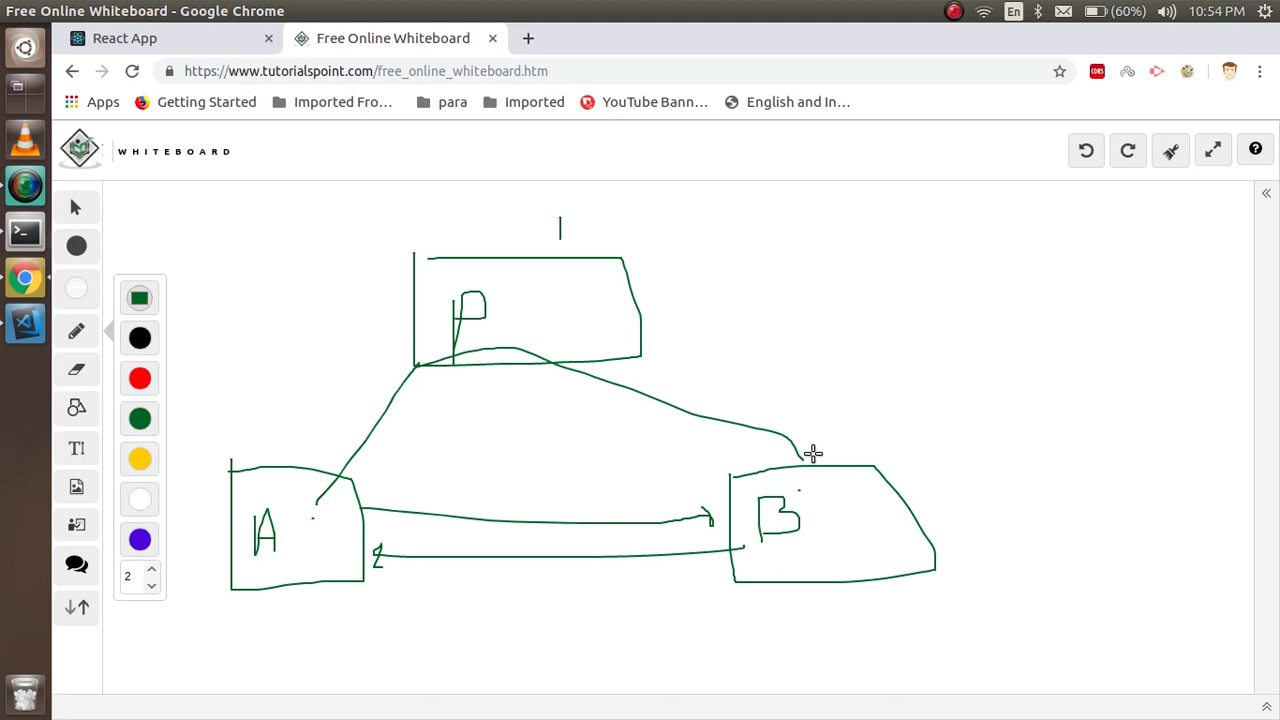 Free Online Whiteboard - Google Chrome
En
(60%)
10:54 PM
React App
Free Online Whiteboard
https://www.tutorialspoint.com/free_online_whiteboard.htm
CORS
Apps
Getting Started
Imported Fro...
para
Imported
YouTube Bann...
English and In...
WHITEBOARD
P
A
B
2